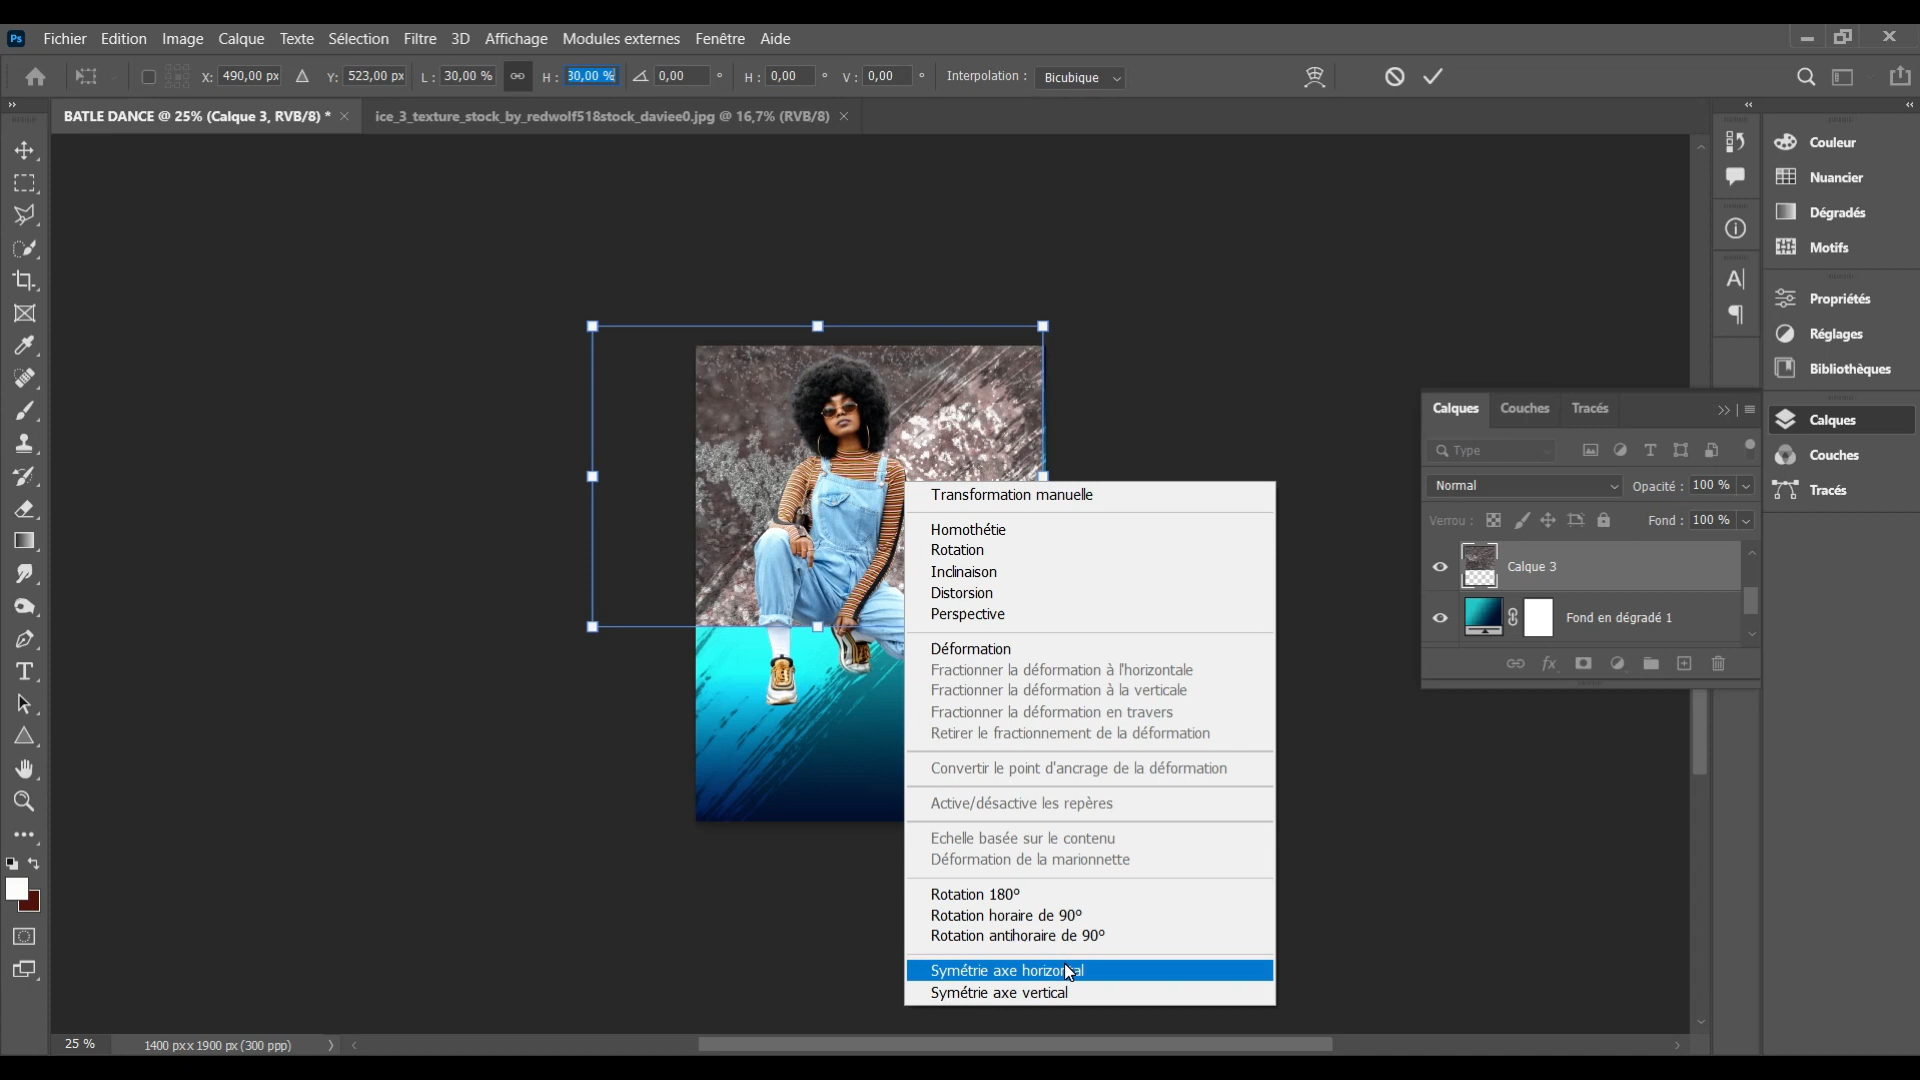 Ps Fichier Edition Image Calque Texte Sélection Filtre 3D Affichage Modules externes Fenêtre Aide
X: 490,00 px Y: 523,00 px L : 30,00 % H : 30,00 % 0,00 ° H : 0,00 ° V : 0,00 ° Interpolation : Bicubique
BATLE DANCE @ 25% (Calque 3, RVB/8) * ice_3_texture_stock_by_redwolf518stock_daviee0.jpg @ 16,7% (RVB/8)
Couleur
Nuancier
Dégradés
Motifs
Propriétés
Réglages
Bibliothèques
Calques
Couches
Tracés
Calques Couches Tracés
Type
Normal Opacité : 100 %
Verrou : Fond : 100 %
Calque 3
Fond en dégradé 1
fx
Transformation manuelle
Homothétie
Rotation
Inclinaison
Distorsion
Perspective
Déformation
Fractionner la déformation à l'horizontale
Fractionner la déformation à la verticale
Fractionner la déformation en travers
Retirer le fractionnement de la déformation
Convertir le point d'ancrage de la déformation
Active/désactive les repères
Echelle basée sur le contenu
Déformation de la marionnette
Rotation 180°
Rotation horaire de 90°
Rotation antihoraire de 90°
Symétrie axe horizontal
Symétrie axe vertical
25 % 1400 px x 1900 px (300 ppp)